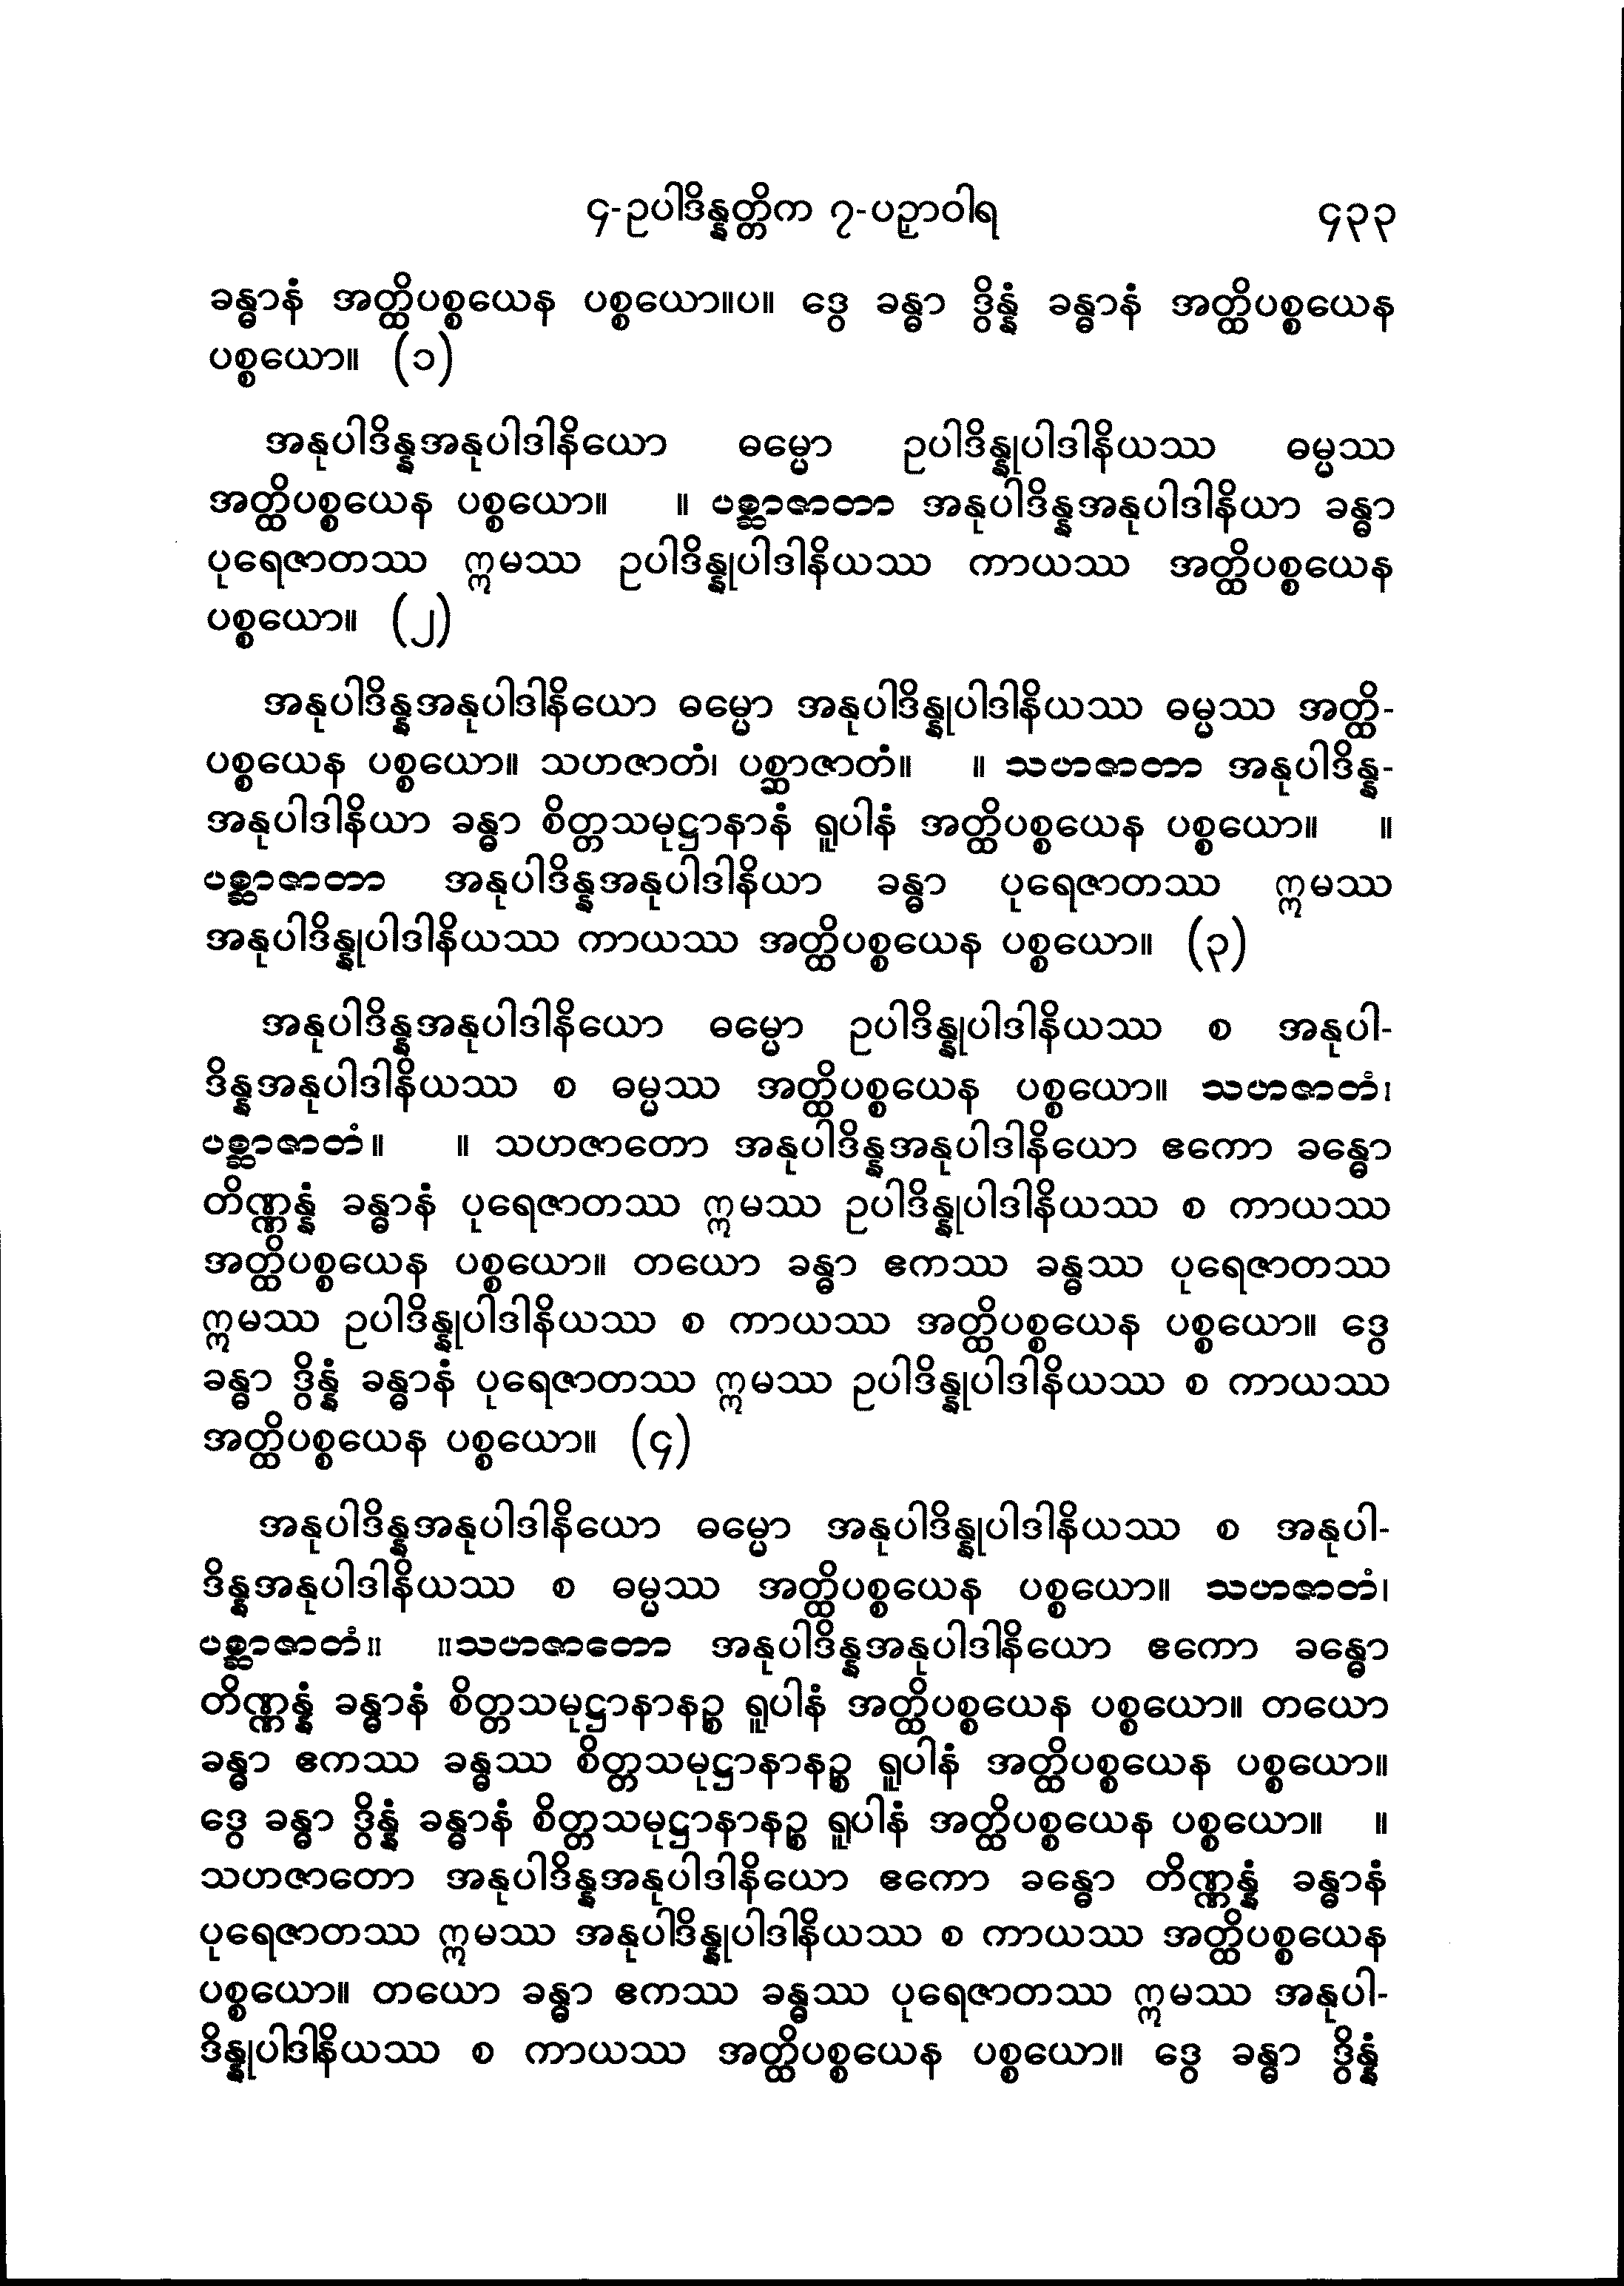 ၄-ဥပါဒိန္နတ္တိက ၇-ပဉှာဝါရ ၄၃၃
ခန္ဓာနံ အတ္ထိပစ္စယေန ပစ္စယော။ပ။ ဒွေ ခန္ဓာ ဒွိန္နံ ခန္ဓာနံ အတ္ထိပစ္စယေန
ပစ္စယော။ (၁)
အနုပါဒိန္နအနုပါဒါနိယော ဓမ္မော ဥပါဒိန္နုပါဒါနိယဿ ဓမ္မဿ
အတ္ထိပစ္စယေန ပစ္စယော။ ။ ပစ္ဆာဇာတာ အနုပါဒိန္နအနုပါဒါနိယာ ခန္ဓာ
ပုရေဇာတဿ ဣမဿ ဥပါဒိန္နုပါဒါနိယဿ ကာယဿ အတ္ထိပစ္စယေန
ပစ္စယော။ (၂)
အနုပါဒိန္နအနုပါဒါနိယော ဓမ္မော အနုပါဒိန္နုပါဒါနိယဿ ဓမ္မဿ အတ္ထိ-
ပစ္စယေန ပစ္စယော။ သဟဇာတံ၊ ပစ္ဆာဇာတံ။ ။ သဟဇာတာ အနုပါဒိန္န-
အနုပါဒါနိယာ ခန္ဓာ စိတ္တသမုဋ္ဌာနာနံ ရူပါနံ အတ္ထိပစ္စယေန ပစ္စယော။ ။
ပစ္ဆာဇာတာ အနုပါဒိန္နအနုပါဒါနိယာ ခန္ဓာ ပုရေဇာတဿ ဣမဿ
အနုပါဒိန္နုပါဒါနိယဿ ကာယဿ အတ္ထိပစ္စယေန ပစ္စယော။ (၃)
အနုပါဒိန္နအနုပါဒါနိယော ဓမ္မော ဥပါဒိန္နုပါဒါနိယဿ စ အနုပါ-
ဒိန္နအနုပါဒါနိယဿ စ ဓမ္မဿ အတ္ထိပစ္စယေန ပစ္စယော။ သဟဇာတံ၊
ပစ္ဆာဇာတံ။ ။ သဟဇာတော အနုပါဒိန္နအနုပါဒါနိယော ဧကော ခန္ဓော
တိဏ္ဏန္နံ ခန္ဓာနံ ပုရေဇာတဿ ဣမဿ ဥပါဒိန္နုပါဒါနိယဿ စ ကာယဿ
အတ္ထိပစ္စယေန ပစ္စယော။ တယော ခန္ဓာ ဧကဿ ခန္ဓဿ ပုရေဇာတဿ
ဣမဿ ဥပါဒိန္နုပါဒါနိယဿ စ ကာယဿ အတ္ထိပစ္စယေန ပစ္စယော။ ဒွေ
ခန္ဓာ ဒွိန္နံ ခန္ဓာနံ ပုရေဇာတဿ ဣမဿ ဥပါဒိန္နုပါဒါနိယဿ စ ကာယဿ
အတ္ထိပစ္စယေန ပစ္စယော။ (၄)
အနုပါဒိန္နအနုပါဒါနိယော ဓမ္မော အနုပါဒိန္နုပါဒါနိယဿ စ အနုပါ-
ဒိန္နအနုပါဒါနိယဿ စ ဓမ္မဿ အတ္ထိပစ္စယေန ပစ္စယော။ သဟဇာတံ၊
ပစ္ဆာဇာတံ။ ။သဟဇာတော အနုပါဒိန္နအနုပါဒါနိယော ဧကော ခန္ဓော
တိဏ္ဏန္နံ ခန္ဓာနံ စိတ္တသမုဋ္ဌာနာနဉ္စ ရူပါနံ အတ္ထိပစ္စယေန ပစ္စယော။ တယော
ခန္ဓာ ဧကဿ ခန္ဓဿ စိတ္တသမုဋ္ဌာနာနဉ္စ ရူပါနံ အတ္ထိပစ္စယေန ပစ္စယော။
ဒွေ ခန္ဓာ ဒွိန္နံ ခန္ဓာနံ စိတ္တသမုဋ္ဌာနာနဉ္စ ရူပါနံ အတ္ထိပစ္စယေန ပစ္စယော။ ။
သဟဇာတော အနုပါဒိန္နအနုပါဒါနိယော ဧကော ခန္ဓော တိဏ္ဏန္နံ ခန္ဓာနံ
ပုရေဇာတဿ ဣမဿ အနုပါဒိန္နုပါဒါနိယဿ စ ကာယဿ အတ္ထိပစ္စယေန
ပစ္စယော။ တယော ခန္ဓာ ဧကဿ ခန္ဓဿ ပုရေဇာတဿ ဣမဿ အနုပါ-
ဒိန္နုပါဒါနိယဿ စ ကာယဿ အတ္ထိပစ္စယေန ပစ္စယော။ ဒွေ ခန္ဓာ ဒွိန္နံ